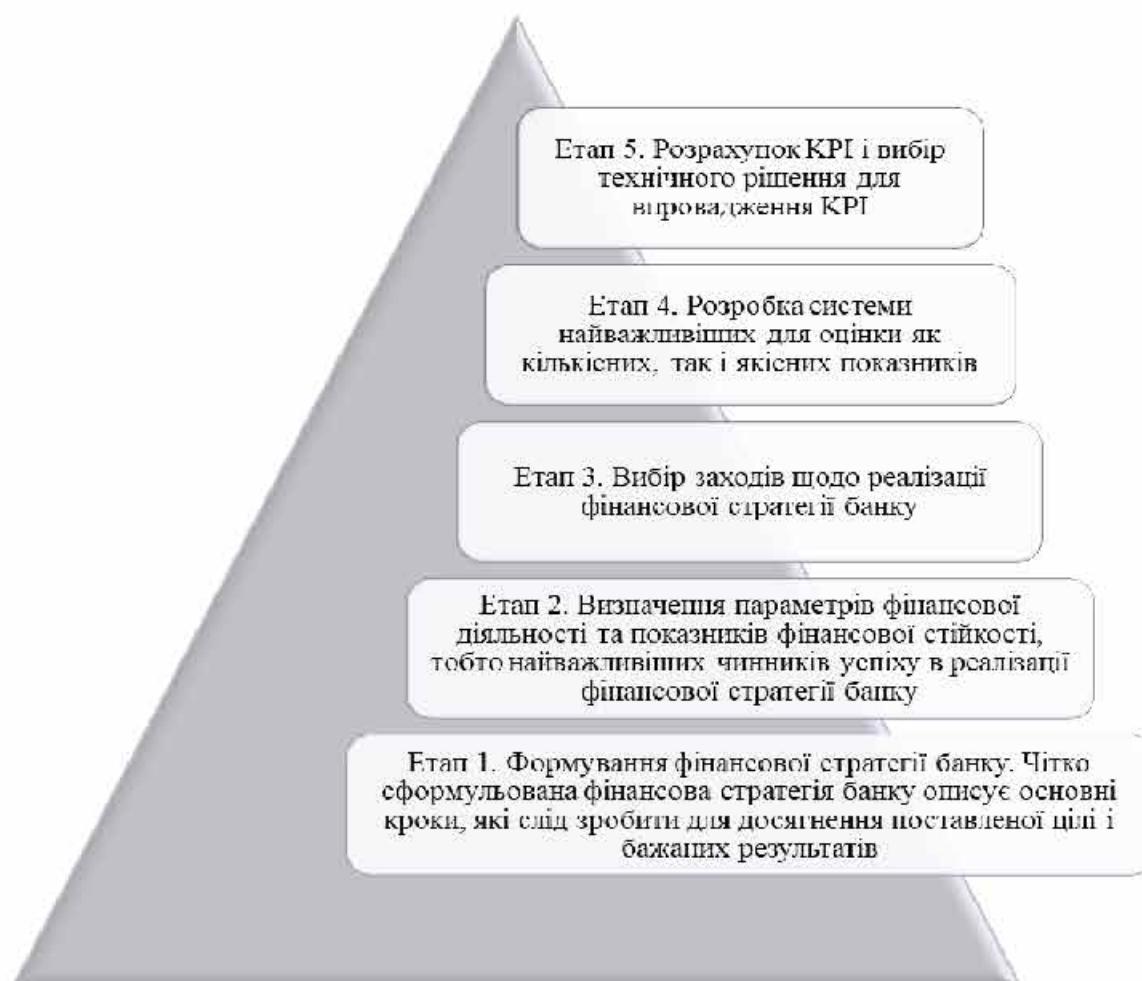 Етап 5. Розрахунок KPI і вибір
технічного рішення для
впровадження KPI
Етап 4. Розробка системи
найважливіших для оцінки як
кількісних, так і якісних показників
Етап 3. Вибір заходів щодо реалізації
фінансової стратегії банку
Етап 2. Визначення параметрів фінансової
діяльності та показників фінансової стійкості,
тобто найважливіших чинників успіху в реалізації
фінансової стратегії банку
Етап 1. Формування фінансової стратегії банку. Чітко
сформульована фінансова стратегія банку описує основні
кроки, які слід зробити для досягнення поставленої цілі і
бажаних результатів